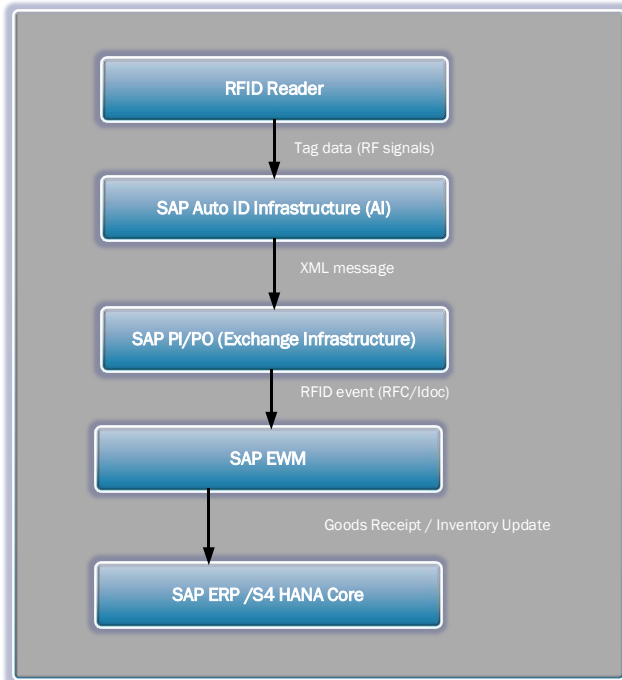 RFID Reader
Tag data (RF signals)
SAP Auto ID Infrastructure (AI)
XML message
SAP PI/PO (Exchange Infrastructure)
RFID event (RFC/Idoc)
SAP EWM
Goods Receipt / Inventory Update
SAP ERP /S4 HANA Core